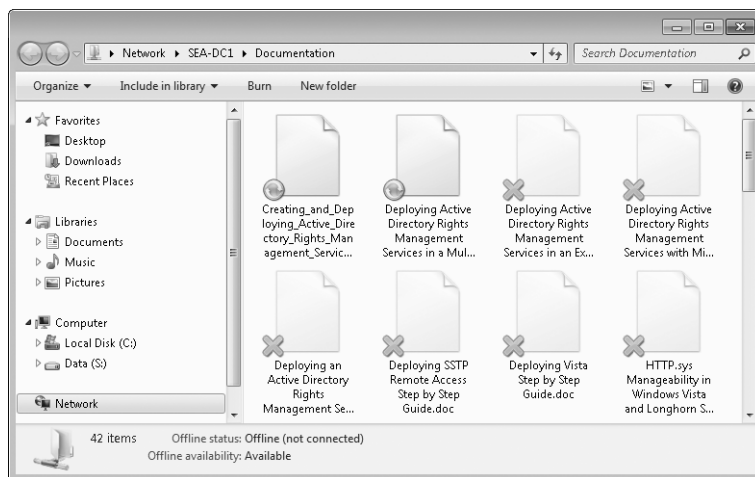 Network ▸ SEA-DC1 ▸ Documentation
Search Documentation
Organize ▼ Include in library ▼ Burn New folder
Favorites
Desktop
Downloads
Recent Places
Libraries
Documents
Music
Pictures
Computer
Local Disk (C:)
Data (S:)
Network
Creating_and_Dep
loying_Active_Dire
ctory_Rights_Man
agement_Servic...
Deploying Active
Directory Rights
Management
Services in a Mul...
Deploying Active
Directory Rights
Management
Services in an Ex...
Deploying Active
Directory Rights
Management
Services with Mi...
Deploying an
Active Directory
Rights
Management Se...
Deploying SSTP
Remote Access
Step by Step
Guide.doc
Deploying Vista
Step by Step
Guide.doc
HTTP.sys
Manageability in
Windows Vista
and Longhorn S...
42 items Offline status: Offline (not connected)
Offline availability: Available